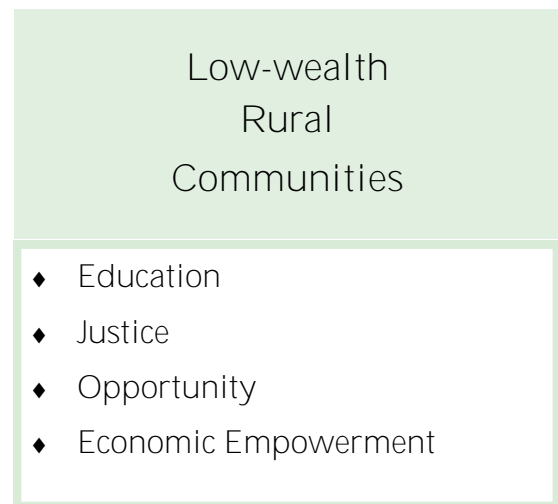 Low-wealth
Rural
Communities
♦ Education
♦ Justice
♦ Opportunity
♦ Economic Empowerment